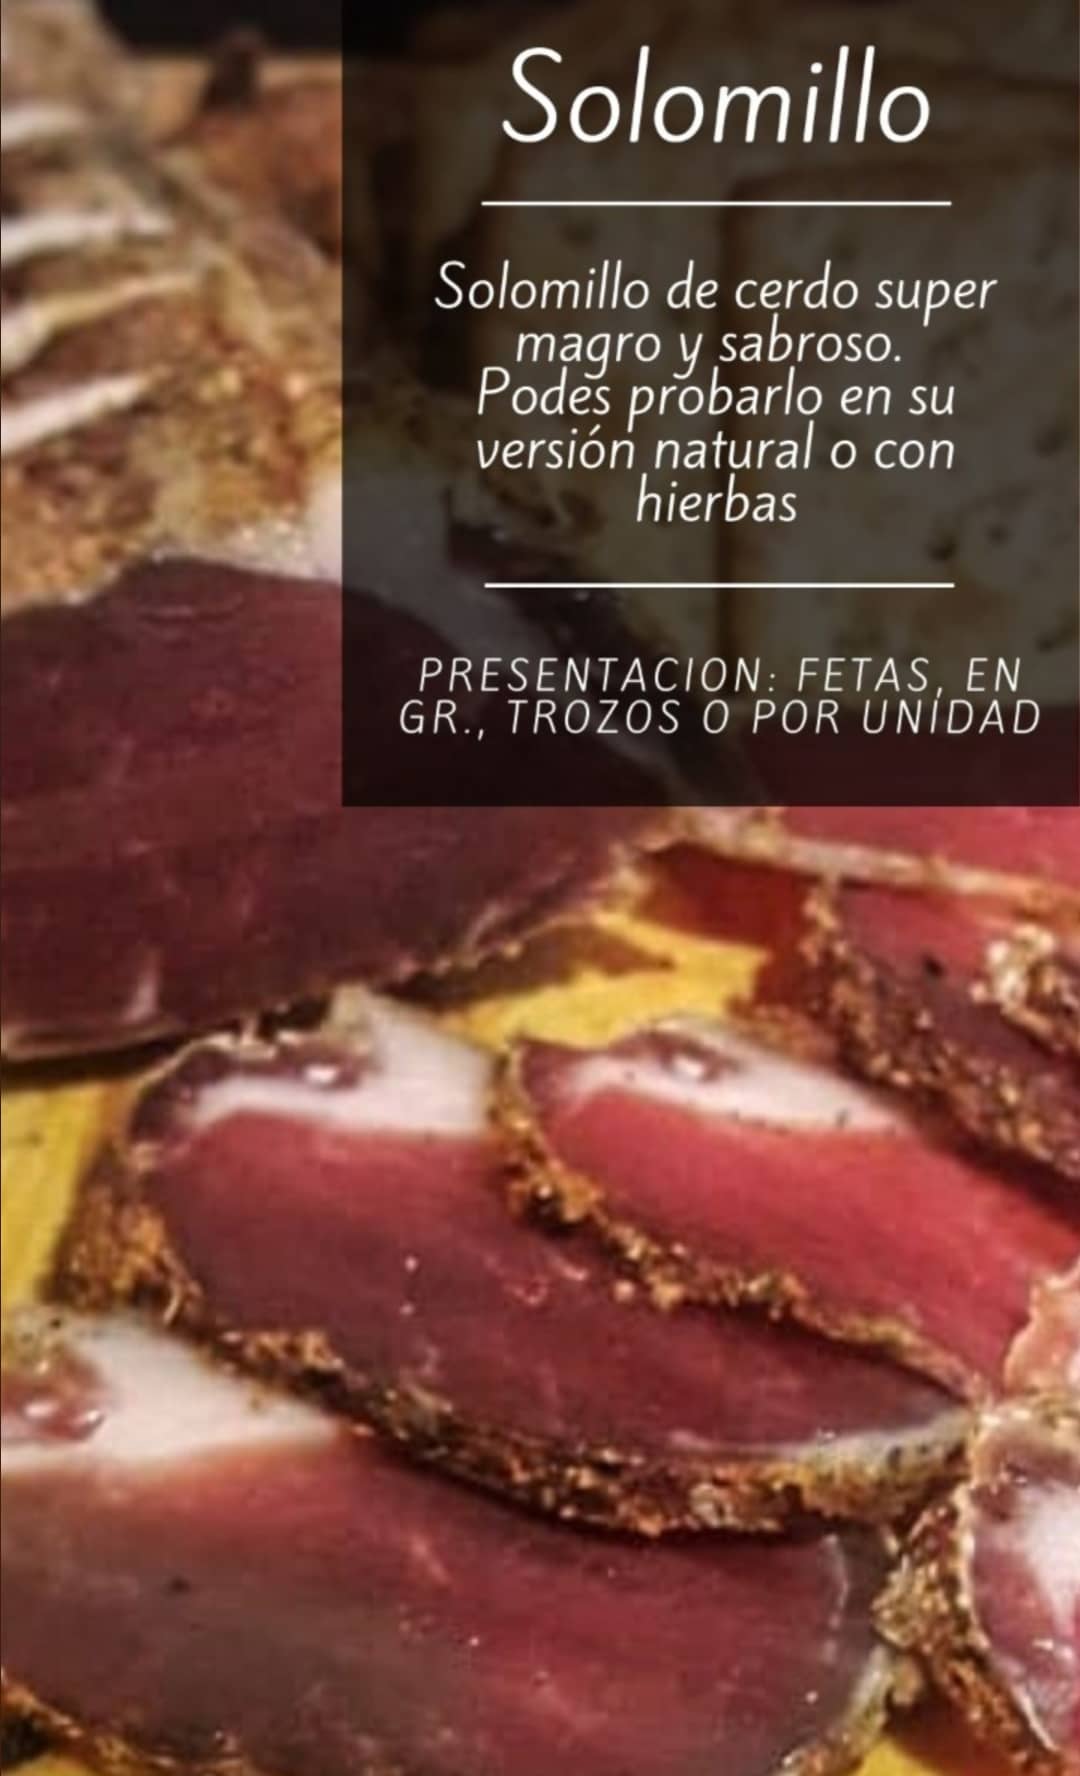 Solomillo
Solomillo de cerdo super
magro y sabroso.
Podes probarlo en su
versión natural o con
hierbas
PRESENTACION: FETAS, EN
GR., TROZOS O POR UNIDAD